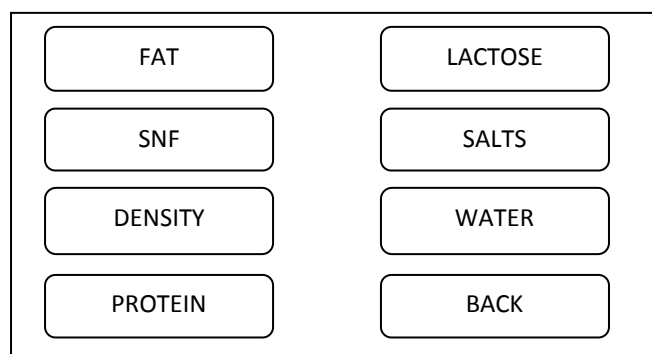 FAT
LACTOSE
SNF
SALTS
DENSITY
WATER
PROTEIN
BACK